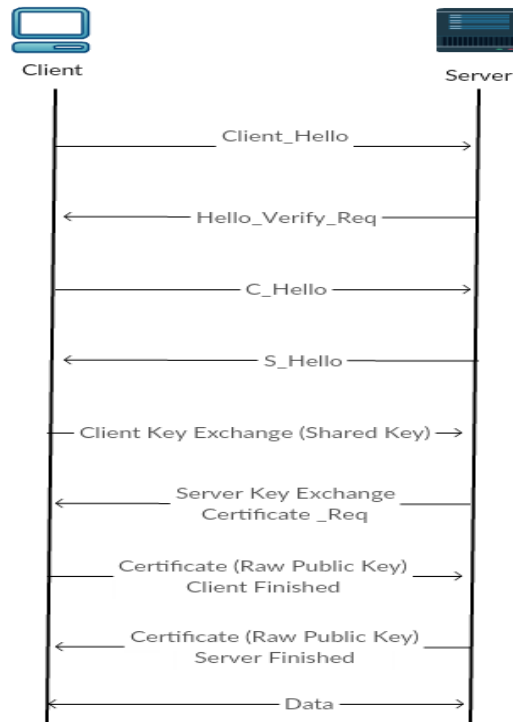 Client
Server
Client_Hello
Hello_Verify_Req
C_Hello
S_Hello
Client Key Exchange (Shared Key)
Server Key Exchange
Certificate _Req
Certificate (Raw Public Key)
Client Finished
Certificate (Raw Public Key)
Server Finished
Data